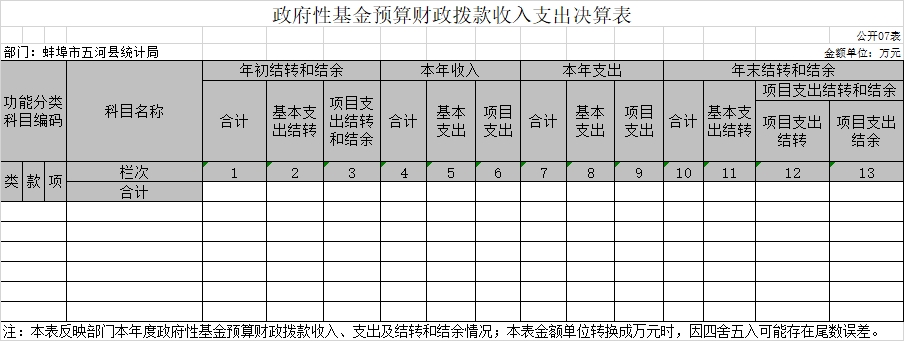 政府性基金预算财政拨款收入支出决算表
公开07表
部门：蚌埠市五河县统计局 金额单位：万元
功能分类科目编码 科目名称 年初结转和结余 本年收入 本年支出 年末结转和结余
合计 基本支出结转 项目支出结转和结余 合计 基本支出 项目支出 合计 基本支出 项目支出 合计 基本支出结转 项目支出结转和结余
项目支出结转 项目支出结余
类 款 项 栏次 1 2 3 4 5 6 7 8 9 10 11 12 13
合计
注：本表反映部门本年度政府性基金预算财政拨款收入、支出及结转和结余情况；本表金额单位转换成万元时，因四舍五入可能存在尾数误差。